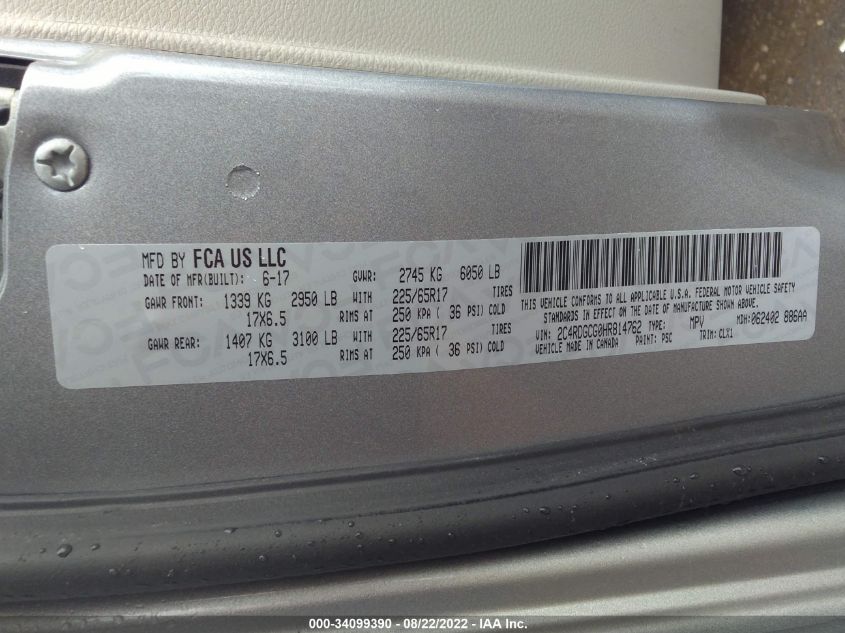 MFD BY FCA US LLC
DATE OF MFR(BUILT): 6-17 GVWR: 2745 KG 6050 LB
GAWR FRONT: 1339 KG 2950 LB WITH 225/65R17 TIRES
17X6.5 RIMS AT 250 KPA ( 36 PSI) COLD
GAWR REAR: 1407 KG 3100 LB WITH 225/65R17 TIRES
17X6.5 RIMS AT 250 KPA ( 36 PSI) COLD
THIS VEHICLE CONFORMS TO ALL APPLICABLE U.S.A. FEDERAL MOTOR VEHICLE SAFETY
STANDARDS IN EFFECT ON THE DATE OF MANUFACTURE SHOWN ABOVE.
VIN: 2C4RDGCG0HR814762 TYPE: MPV MDH: 062402 886AA
VEHICLE MADE IN CANADA PAINT: PSC TRIM: CLX1
000-34099390 - 08/22/2022 - © IAA, Inc.